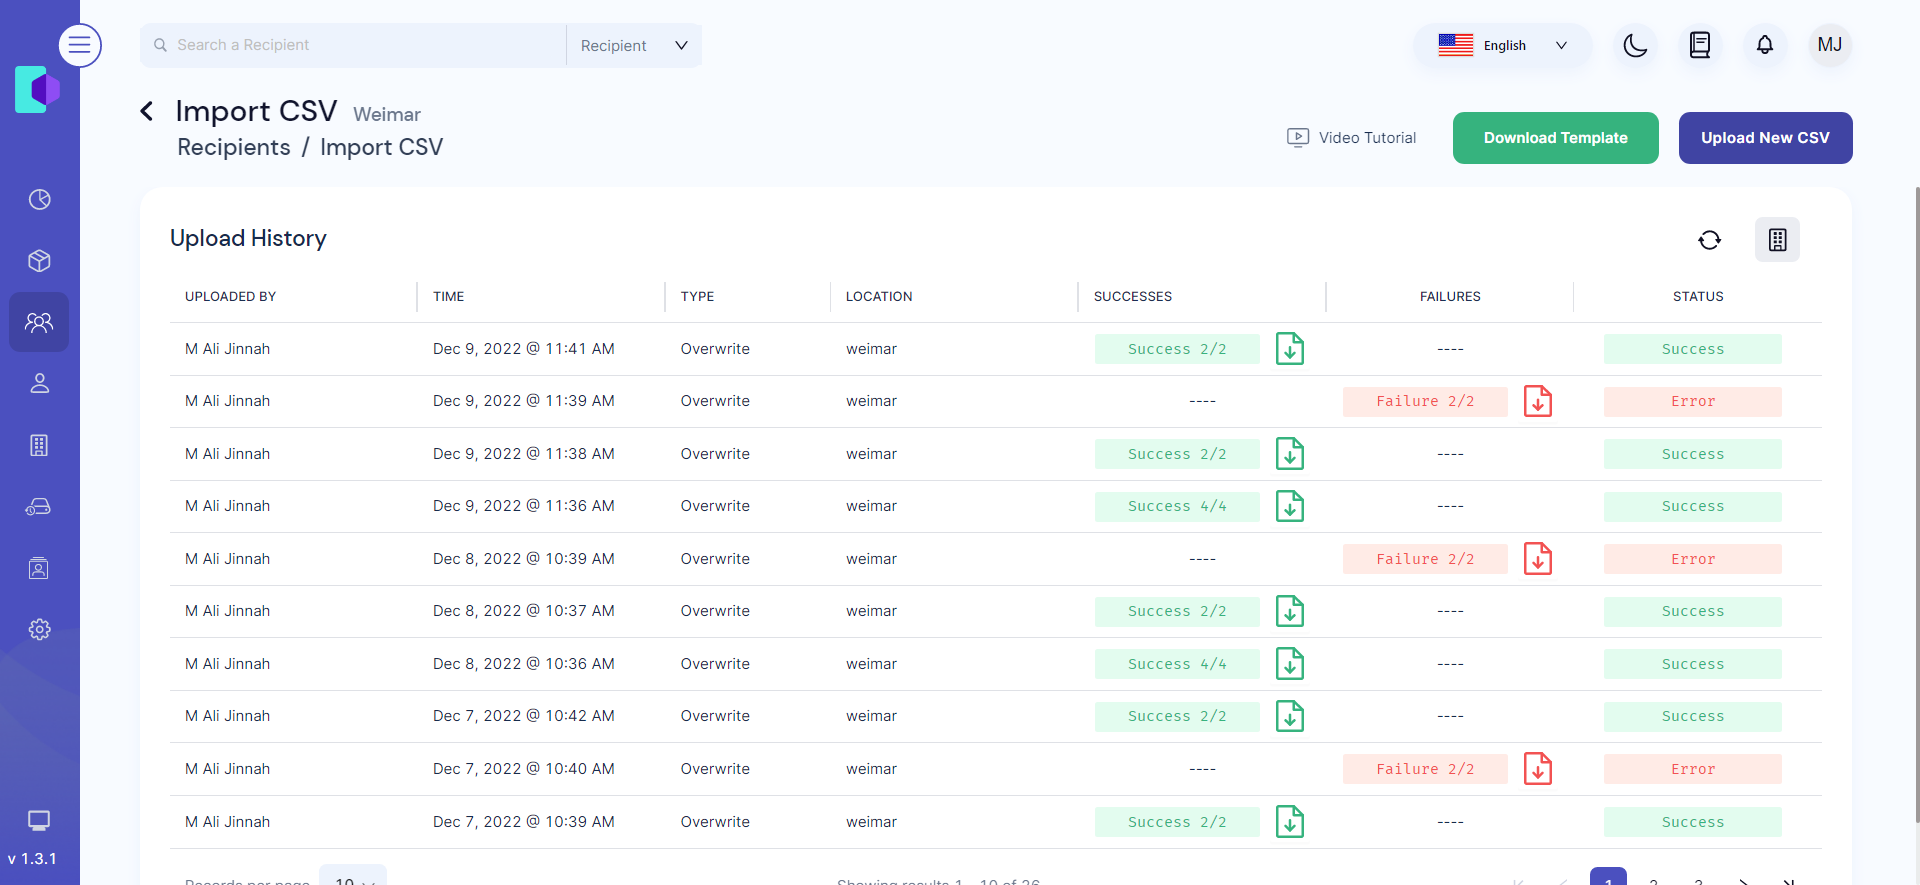 Search a Recipient
Recipient
English
MJ
Import CSV Weimar
Recipients / Import CSV
Video Tutorial
Download Template
Upload New CSV
Upload History
UPLOADED BY TIME TYPE LOCATION SUCCESSES FAILURES STATUS
M Ali Jinnah Dec 9, 2022 @ 11:41 AM Overwrite weimar Success 2/2 ---- Success
M Ali Jinnah Dec 9, 2022 @ 11:39 AM Overwrite weimar ---- Failure 2/2 Error
M Ali Jinnah Dec 9, 2022 @ 11:38 AM Overwrite weimar Success 2/2 ---- Success
M Ali Jinnah Dec 9, 2022 @ 11:36 AM Overwrite weimar Success 4/4 ---- Success
M Ali Jinnah Dec 8, 2022 @ 10:39 AM Overwrite weimar ---- Failure 2/2 Error
M Ali Jinnah Dec 8, 2022 @ 10:37 AM Overwrite weimar Success 2/2 ---- Success
M Ali Jinnah Dec 8, 2022 @ 10:36 AM Overwrite weimar Success 4/4 ---- Success
M Ali Jinnah Dec 7, 2022 @ 10:42 AM Overwrite weimar Success 2/2 ---- Success
M Ali Jinnah Dec 7, 2022 @ 10:40 AM Overwrite weimar ---- Failure 2/2 Error
M Ali Jinnah Dec 7, 2022 @ 10:39 AM Overwrite weimar Success 2/2 ---- Success
v 1.3.1
Records per page 10 Showing results 1 - 10 of 26 1 2 3